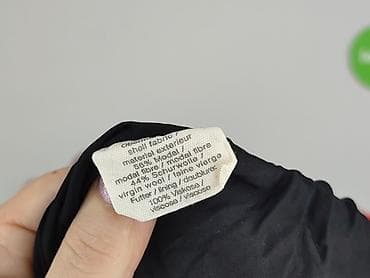 shell fabric /
material exterieur
56% Modal /
modal fibre / modal fibre
44% Schurwolle /
virgin wool / laine vierge
Futter / lining / doublure:
100% Viskose /
viscose / viscose